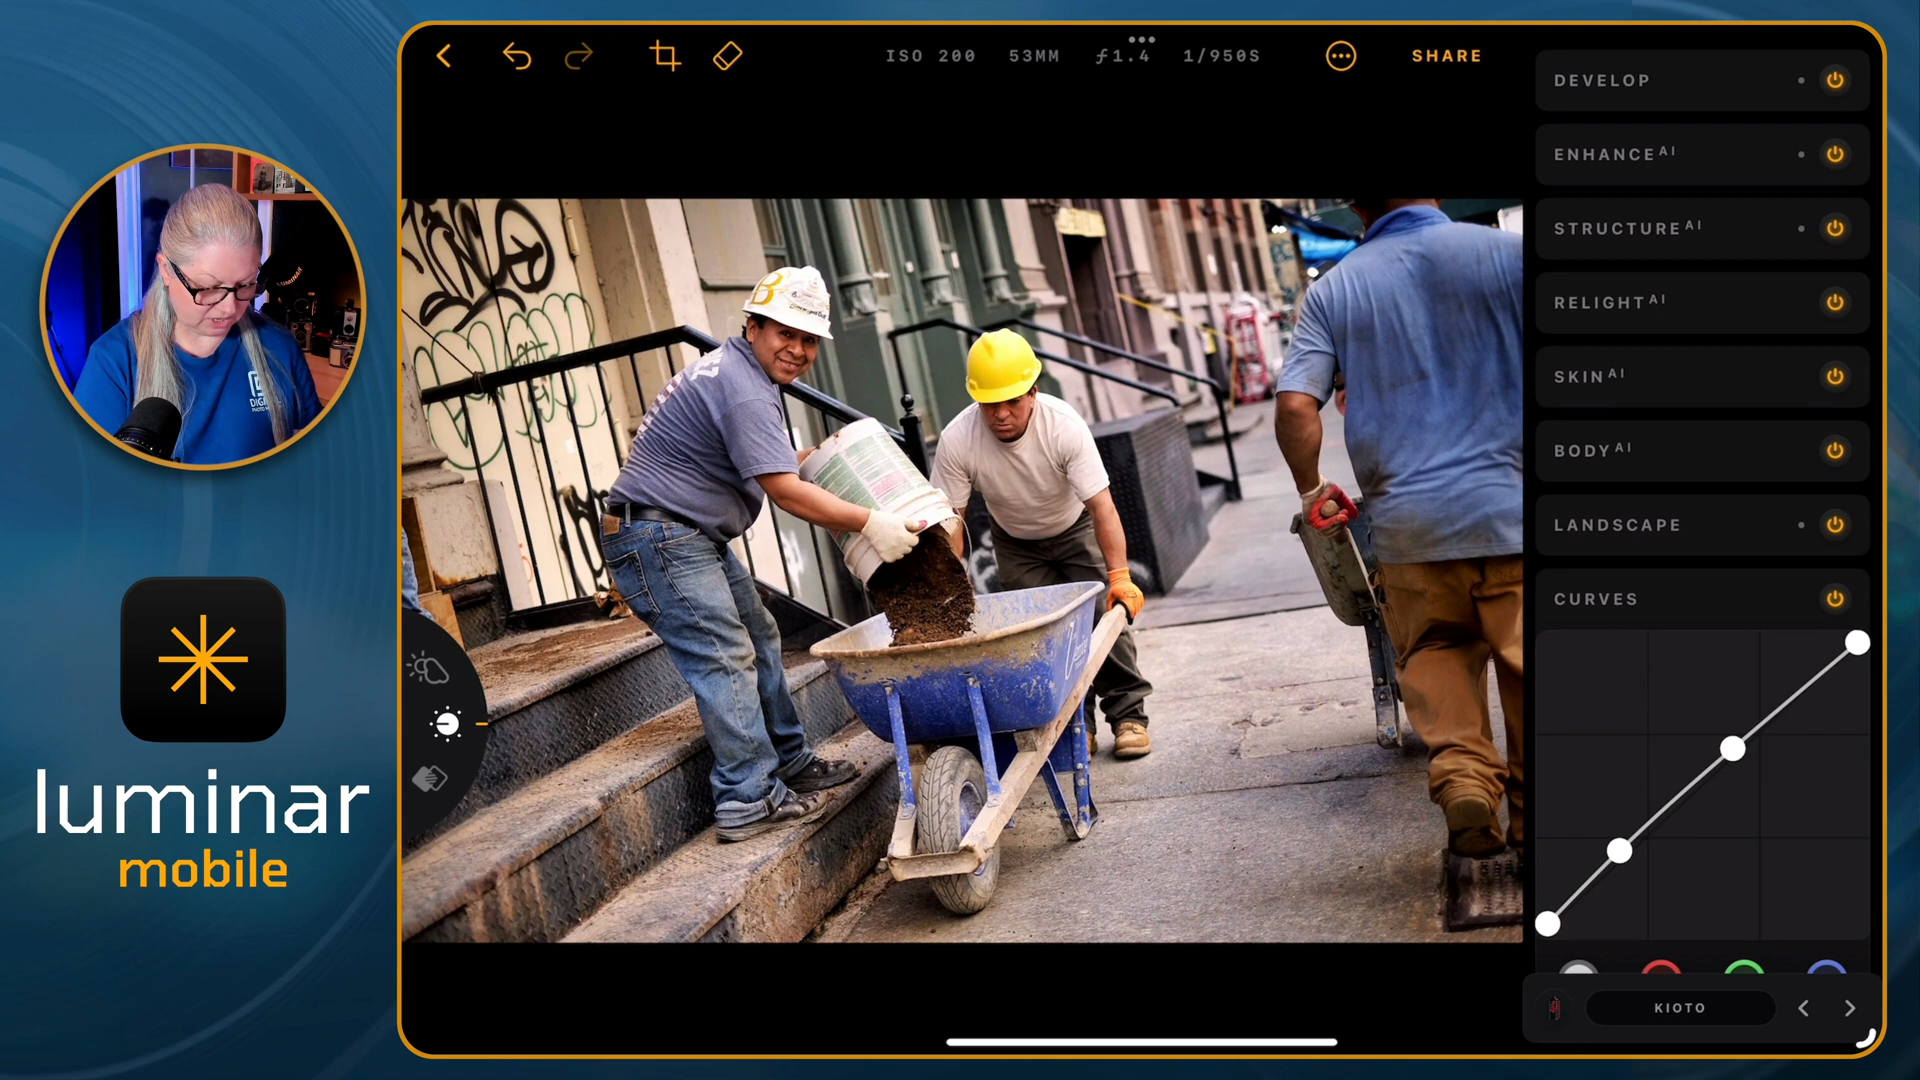 ISO 200 53MM ƒ1.4 1/950S SHARE
DEVELOP
ENHANCE AI
STRUCTURE AI
RELIGHT AI
SKIN AI
BODY AI
LANDSCAPE
CURVES
KIOTO
luminar
mobile
B